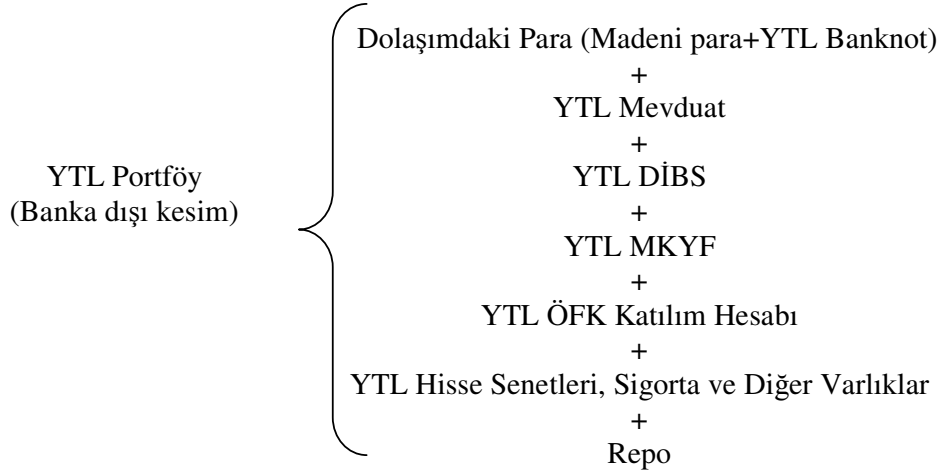 YTL Portföy
(Banka dışı kesim)
Dolaşımdaki Para (Madeni para+YTL Banknot)
+
YTL Mevduat
+
YTL DİBS
+
YTL MKYF
+
YTL ÖFK Katılım Hesabı
+
YTL Hisse Senetleri, Sigorta ve Diğer Varlıklar
+
Repo